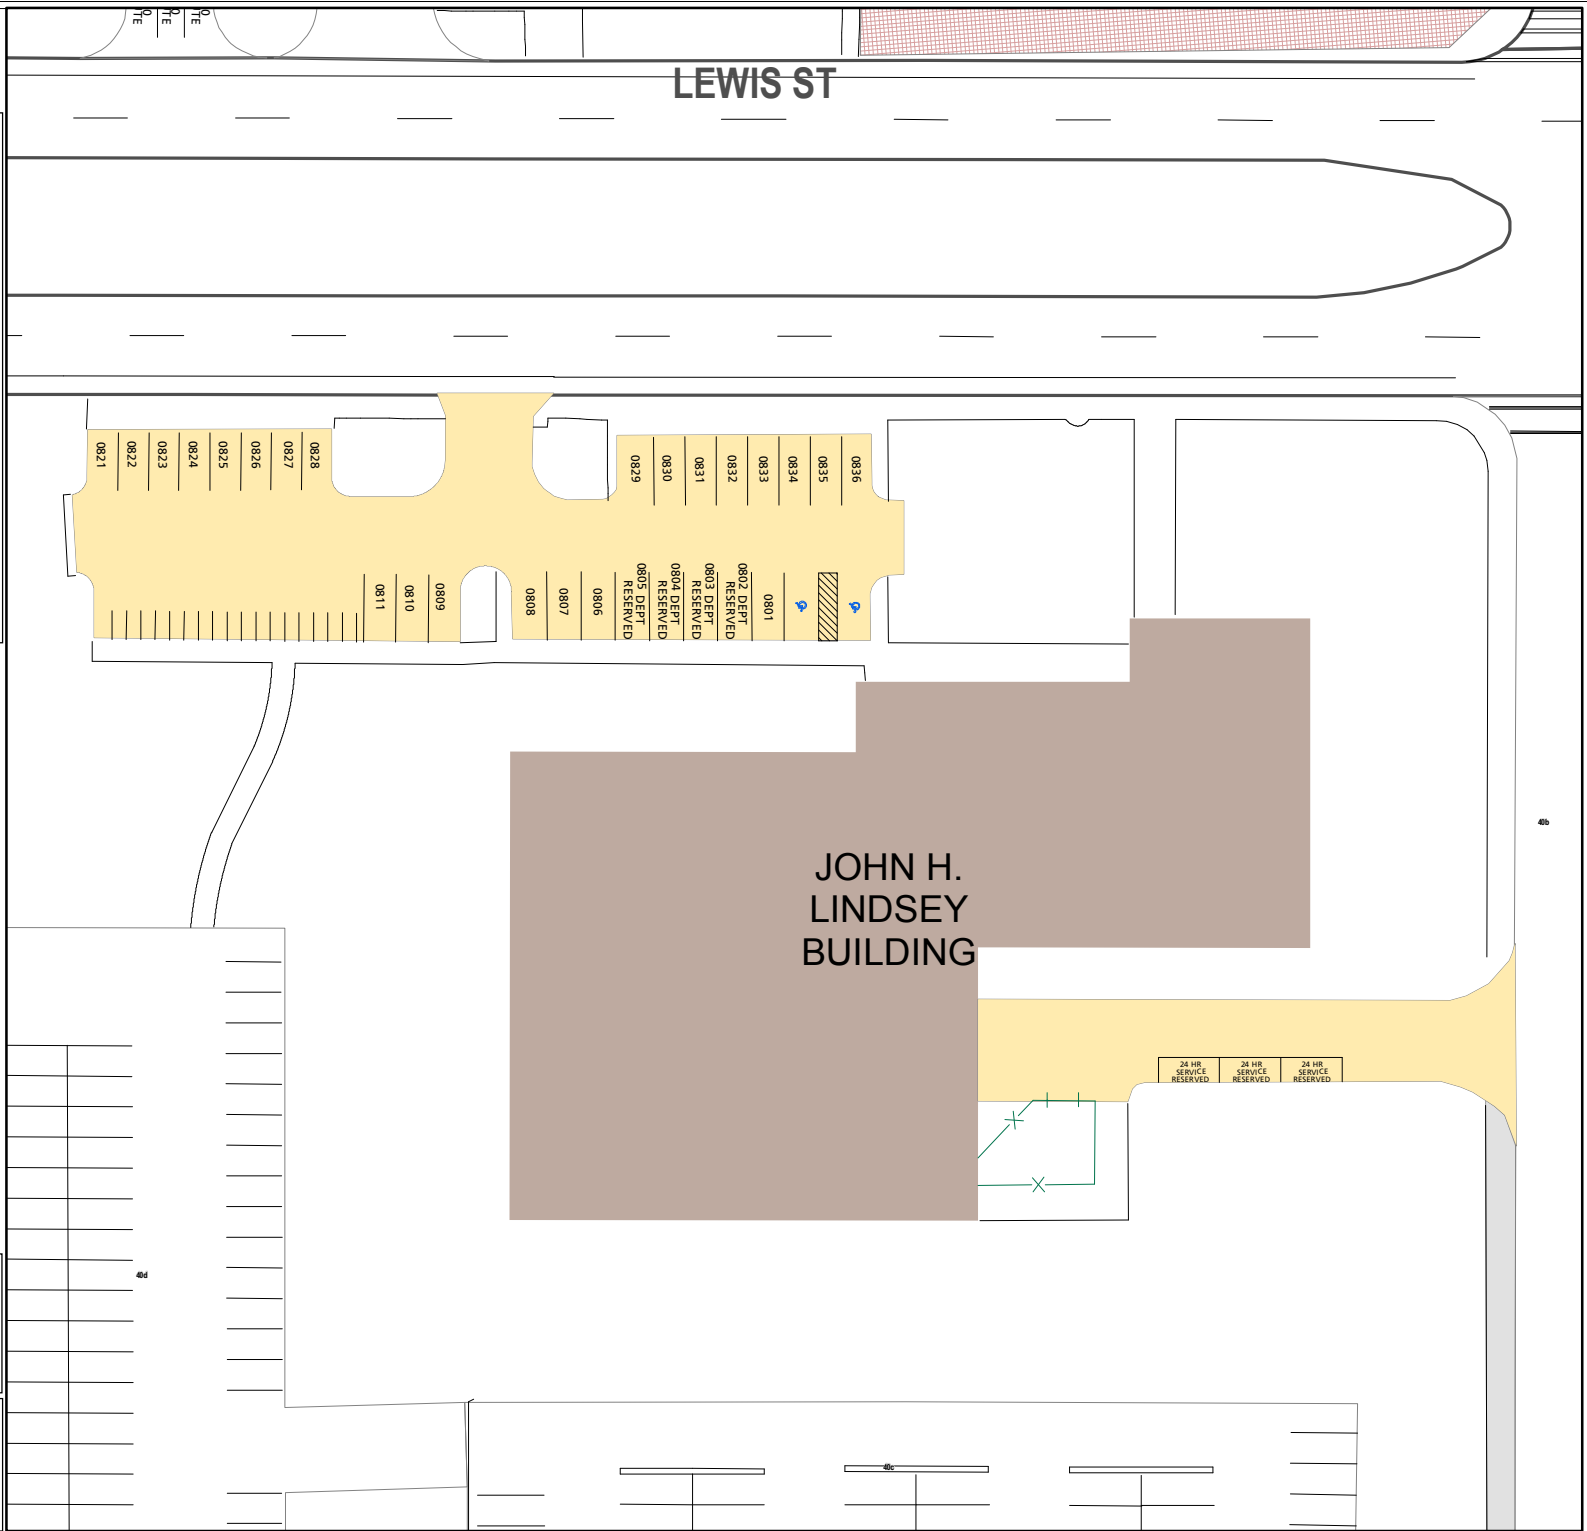 LEWIS ST
0821
0822
0823
0824
0825
0826
0827
0828
0829
0830
0831
0832
0833
0834
0835
0836
0811
0810
0809
0808
0807
0806
0805 DEPT
RESERVED
0804 DEPT
RESERVED
0803 DEPT
RESERVED
0802 DEPT
RESERVED
0801
JOHN H.
LINDSEY
BUILDING
40b
24 HR
SERVICE
RESERVED
24 HR
SERVICE
RESERVED
24 HR
SERVICE
RESERVED
40d
40c